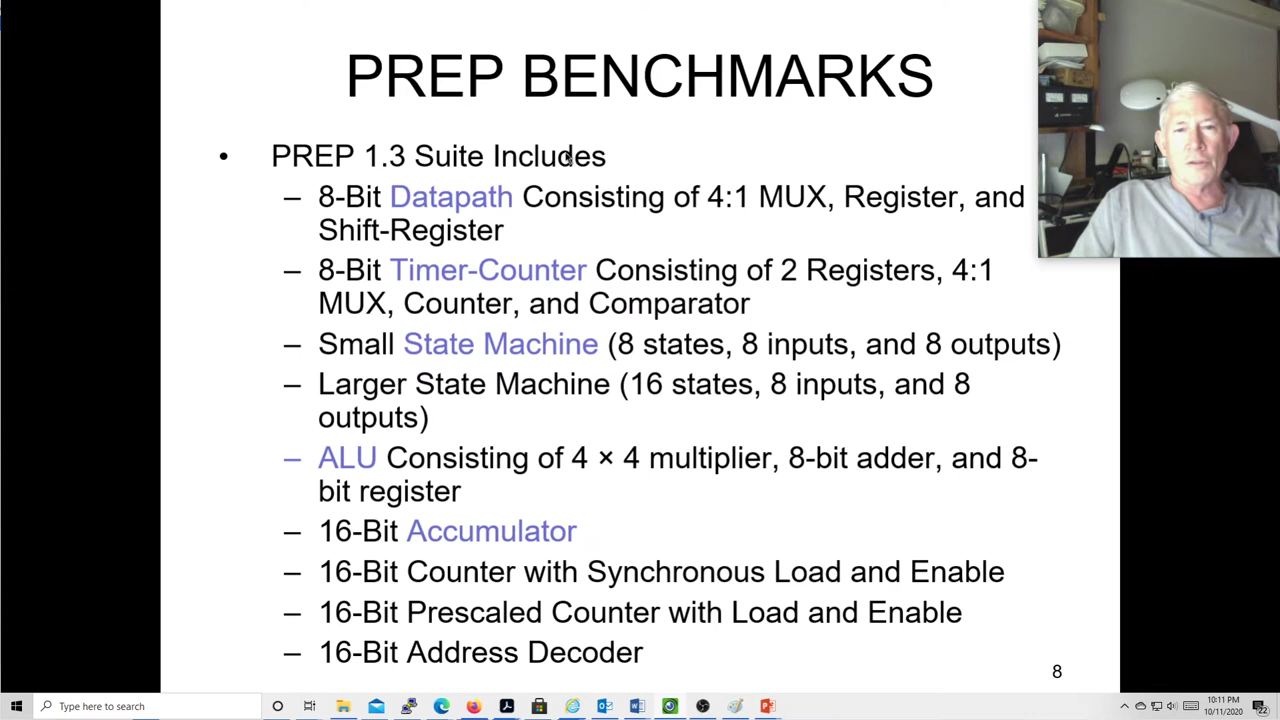 PREP BENCHMARKS
• PREP 1.3 Suite Includes
– 8-Bit Datapath Consisting of 4:1 MUX, Register, and
Shift-Register
– 8-Bit Timer-Counter Consisting of 2 Registers, 4:1
MUX, Counter, and Comparator
– Small State Machine (8 states, 8 inputs, and 8 outputs)
– Larger State Machine (16 states, 8 inputs, and 8
outputs)
– ALU Consisting of 4 × 4 multiplier, 8-bit adder, and 8-
bit register
– 16-Bit Accumulator
– 16-Bit Counter with Synchronous Load and Enable
– 16-Bit Prescaled Counter with Load and Enable
– 16-Bit Address Decoder
8
Type here to search
10:11 PM
10/11/2020
22